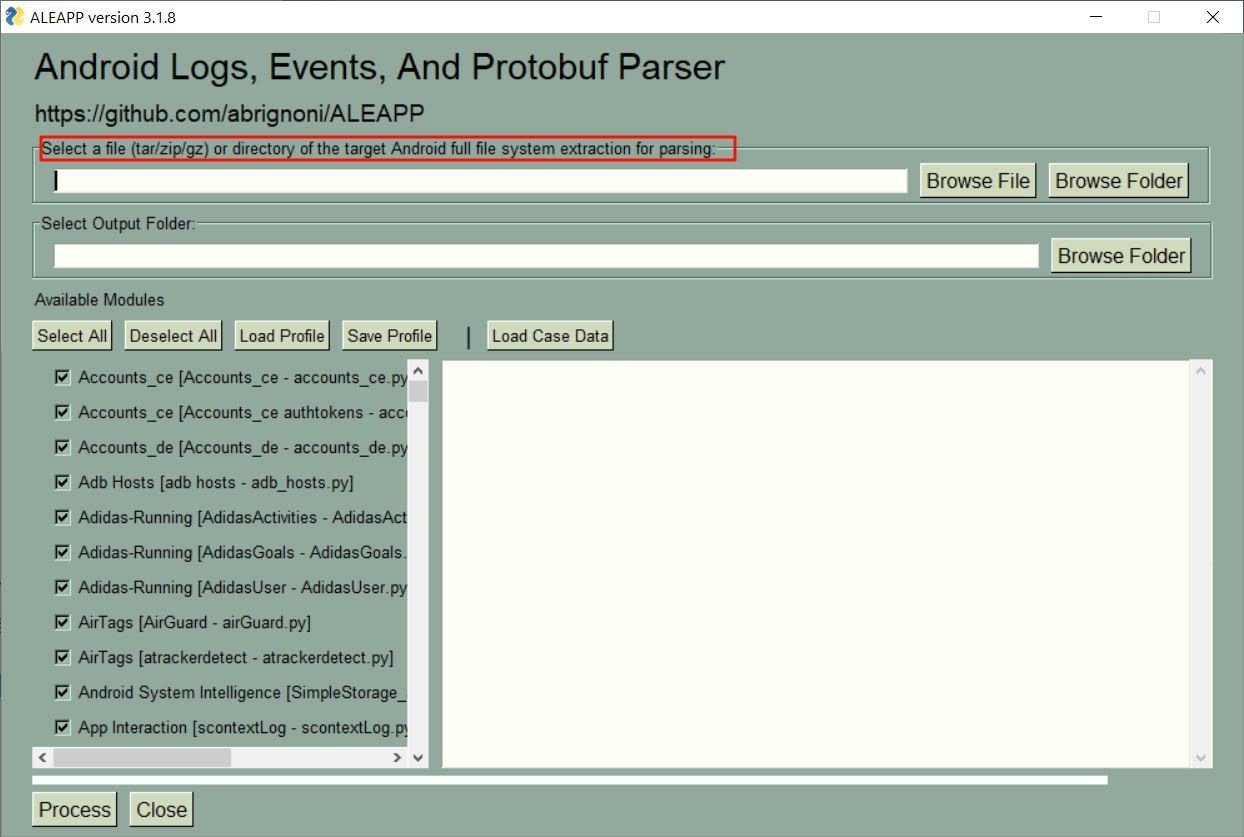 ALEAPP version 3.1.8
Android Logs, Events, And Protobuf Parser
https://github.com/abrignoni/ALEAPP
Select a file (tar/zip/gz) or directory of the target Android full file system extraction for parsing:
Browse File Browse Folder
Select Output Folder:
Browse Folder
Available Modules
Select All Deselect All Load Profile Save Profile | Load Case Data
Accounts_ce [Accounts_ce - accounts_ce.py
Accounts_ce [Accounts_ce authtokens - acc
Accounts_de [Accounts_de - accounts_de.py
Adb Hosts [adb hosts - adb_hosts.py]
Adidas-Running [AdidasActivities - AdidasAct
Adidas-Running [AdidasGoals - AdidasGoals.
Adidas-Running [AdidasUser - AdidasUser.py
AirTags [AirGuard - airGuard.py]
AirTags [atrackerdetect - atrackerdetect.py]
Android System Intelligence [SimpleStorage_
App Interaction [scontextLog - scontextLog.py
Process Close